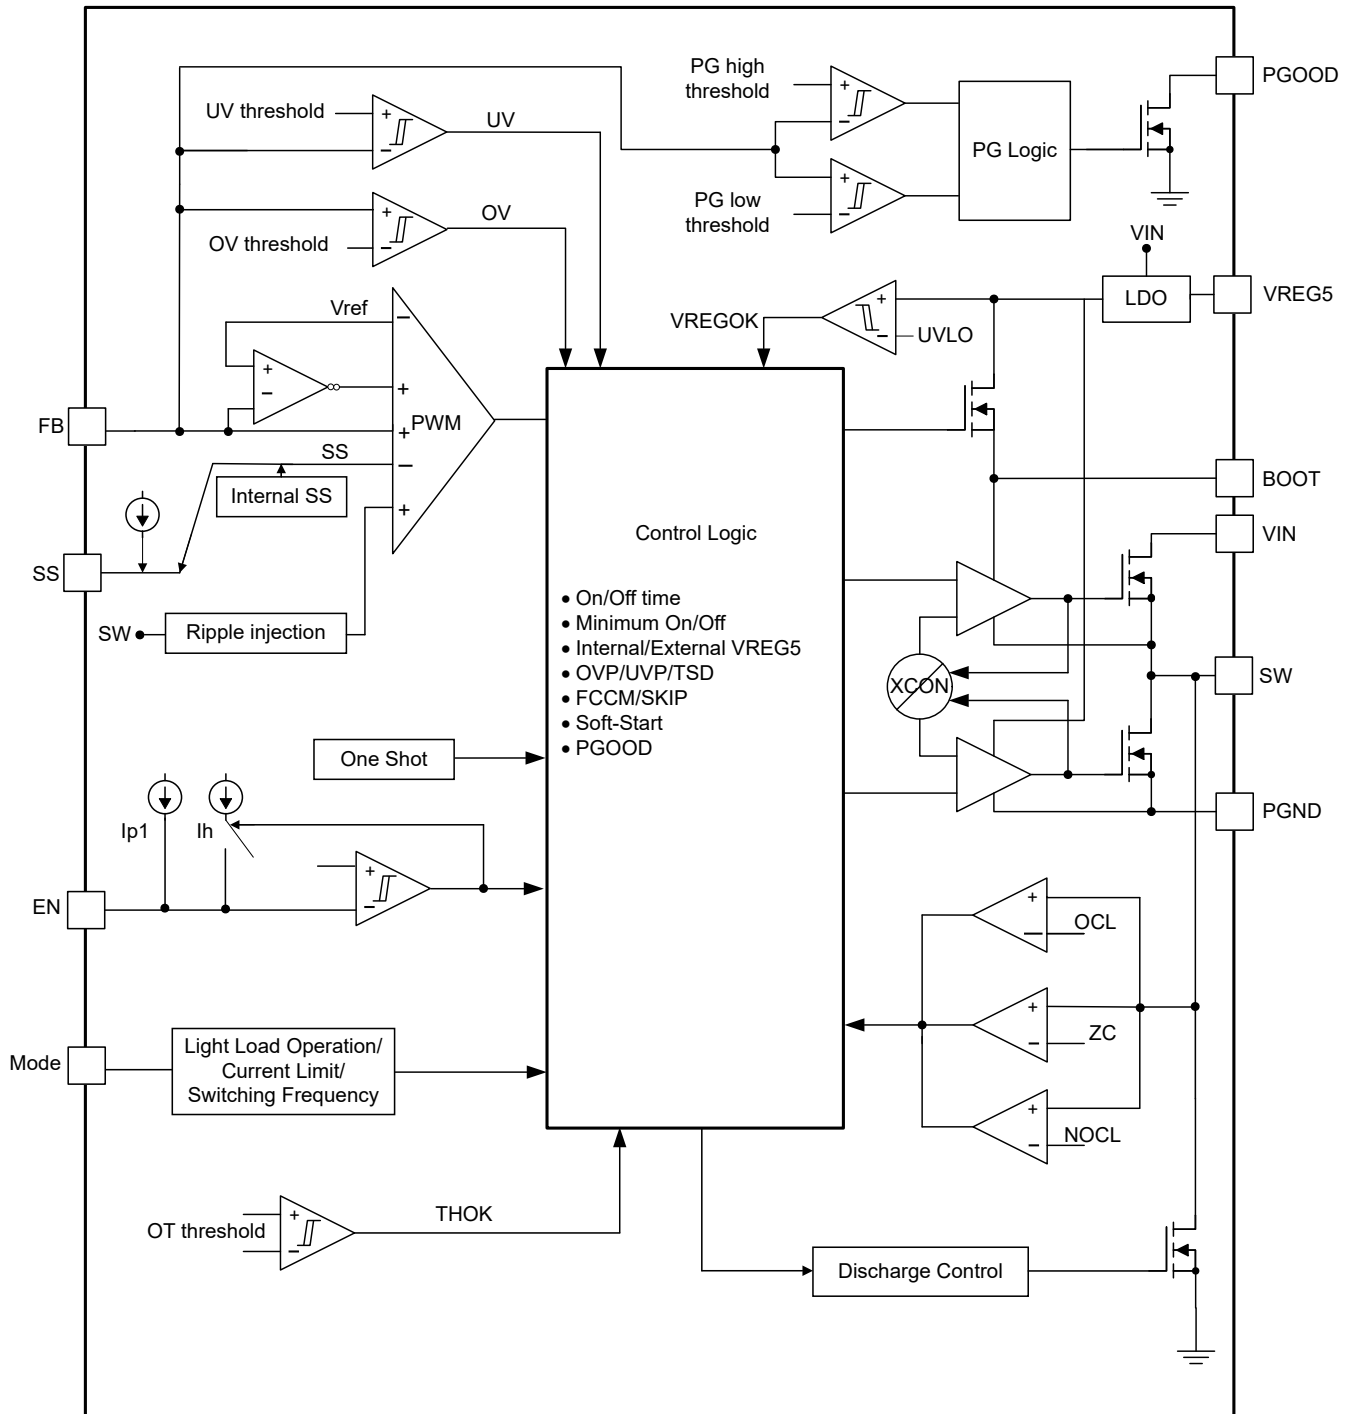 PG high
threshold
PGOOD
UV threshold
+
−
UV
+
−
PG Logic
PG low
threshold
+
−
+
−
OV
OV threshold
VIN
LDO
VREG5
Vref
VREGOK
+
−
UVLO
−
+
−
+
FB
+
PWM
SS
−
Internal SS
+
BOOT
VIN
SS
Control Logic
SW
Ripple injection
• On/Off time
• Minimum On/Off
• Internal/External VREG5
• OVP/UVP/TSD
• FCCM/SKIP
• Soft-Start
• PGOOD
XCON
SW
One Shot
Ip1
Ih
PGND
+
−
EN
+
−
OCL
+
−
ZC
Mode
Light Load Operation/
Current Limit/
Switching Frequency
+
−
NOCL
OT threshold
+
−
THOK
Discharge Control